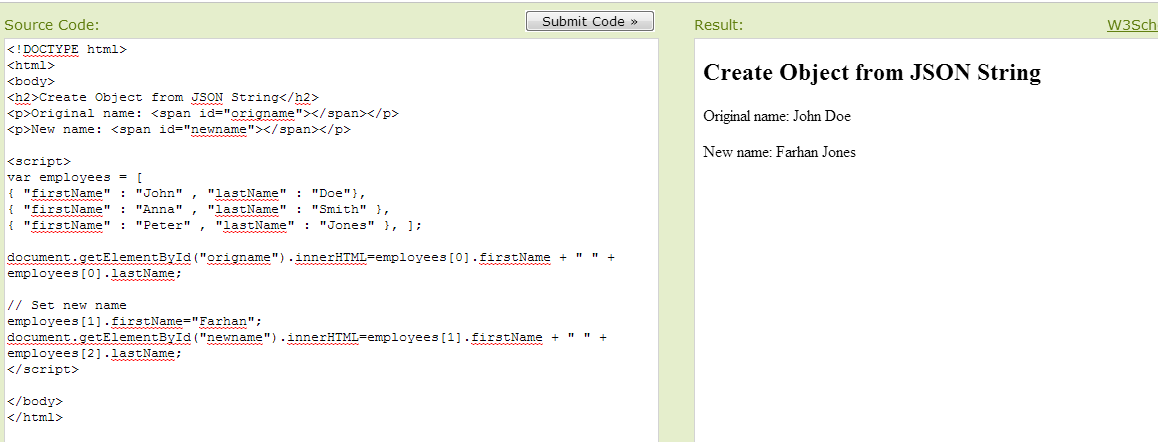 Source Code:
Submit Code »
<!DOCTYPE html>
<html>
<body>
<h2>Create Object from JSON String</h2>
<p>Original name: <span id="origname"></span></p>
<p>New name: <span id="newname"></span></p>
<script>
var employees = [
{ "firstName" : "John" , "lastName" : "Doe"},
{ "firstName" : "Anna" , "lastName" : "Smith" },
{ "firstName" : "Peter" , "lastName" : "Jones" }, ];
document.getElementById("origname").innerHTML=employees[0].firstName + " " +
employees[0].lastName;
// Set new name
employees[1].firstName="Farhan";
document.getElementById("newname").innerHTML=employees[1].firstName + " " +
employees[2].lastName;
</script>
</body>
</html>
Result:
W3Sch
Create Object from JSON String
Original name: John Doe
New name: Farhan Jones